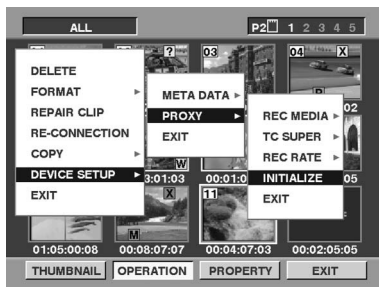 ALL P2 1 2 3 4 5
? 03 04 X
DELETE
FORMAT
REPAIR CLIP
RE-CONNECTION
COPY
DEVICE SETUP
EXIT
META DATA
PROXY
EXIT
REC MEDIA
TC SUPER
REC RATE
INITIALIZE
EXIT
02
W
3:01:03 00:01:0 05
X 11
M
01:05:00:08 00:08:07:07 00:04:07:03 00:02:05:05
THUMBNAIL OPERATION PROPERTY EXIT